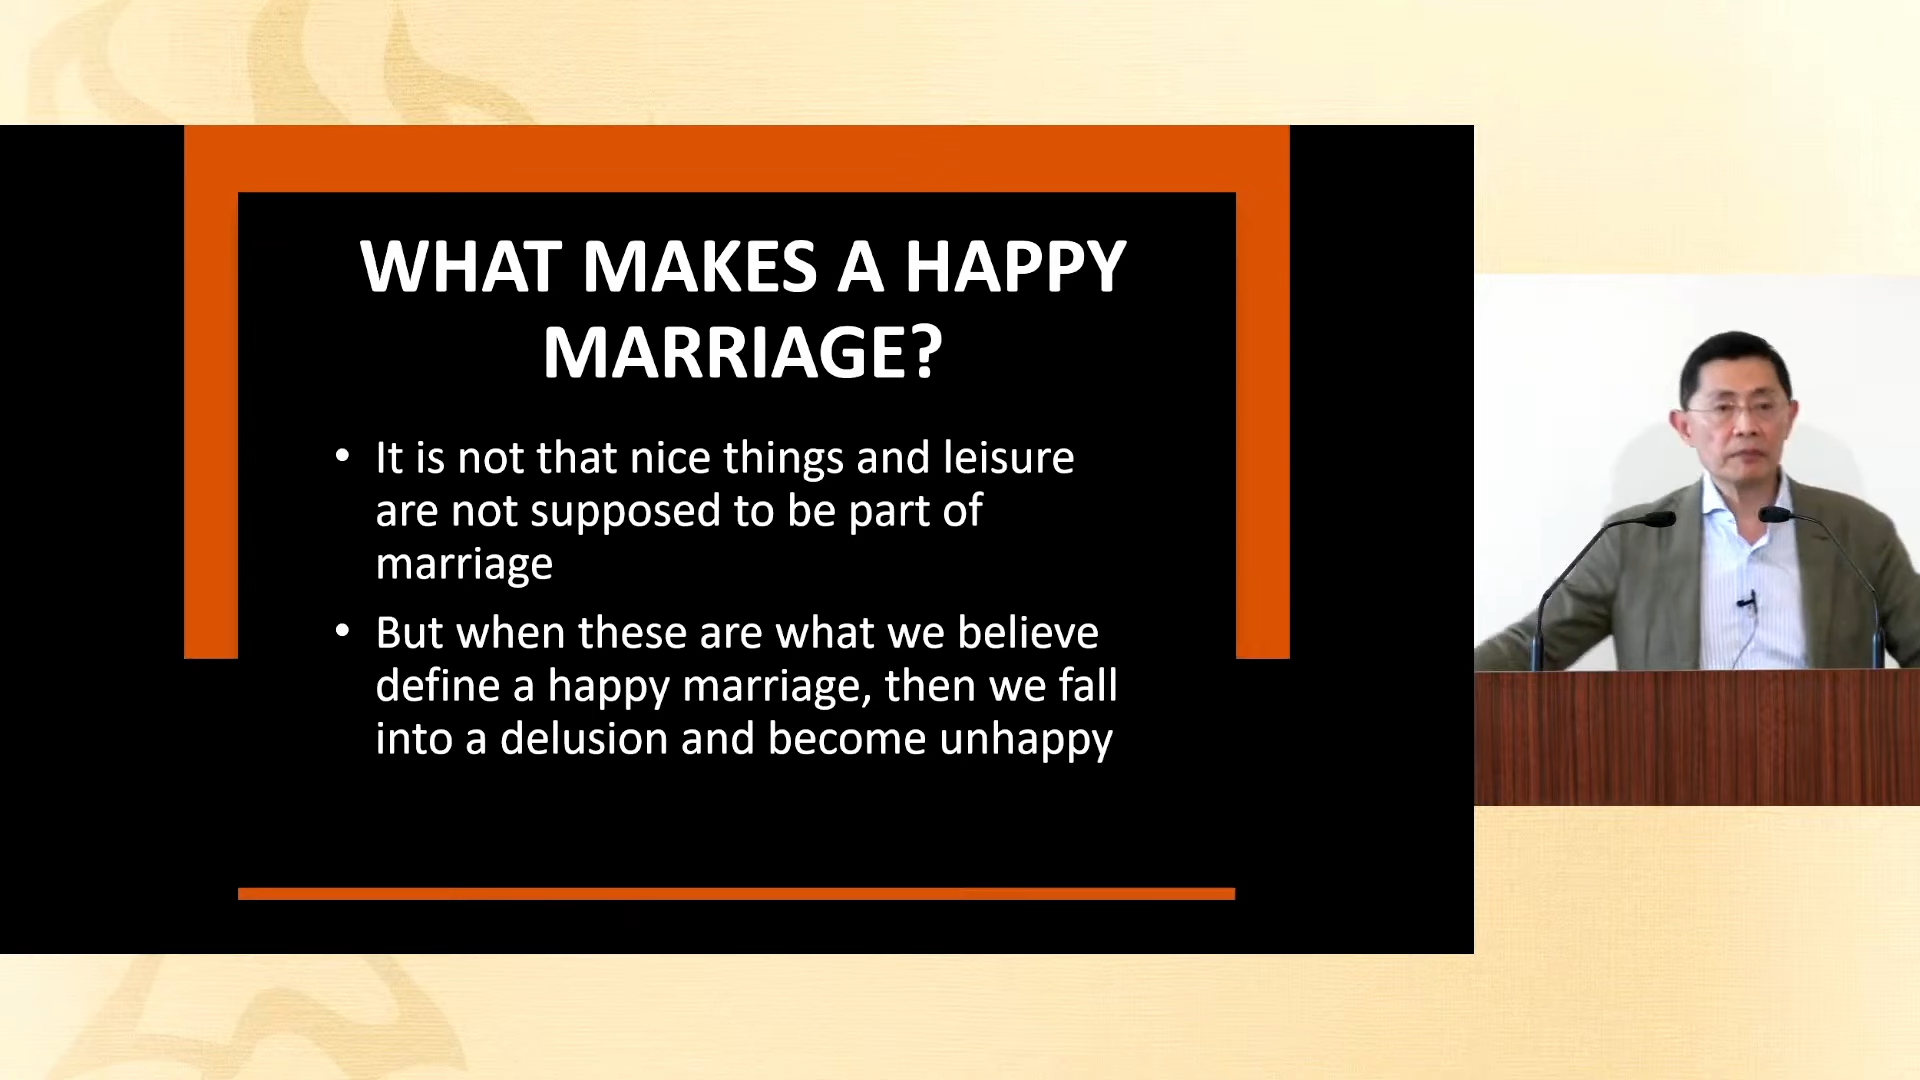 WHAT MAKES A HAPPY
MARRIAGE?
• It is not that nice things and leisure
are not supposed to be part of
marriage
• But when these are what we believe
define a happy marriage, then we fall
into a delusion and become unhappy